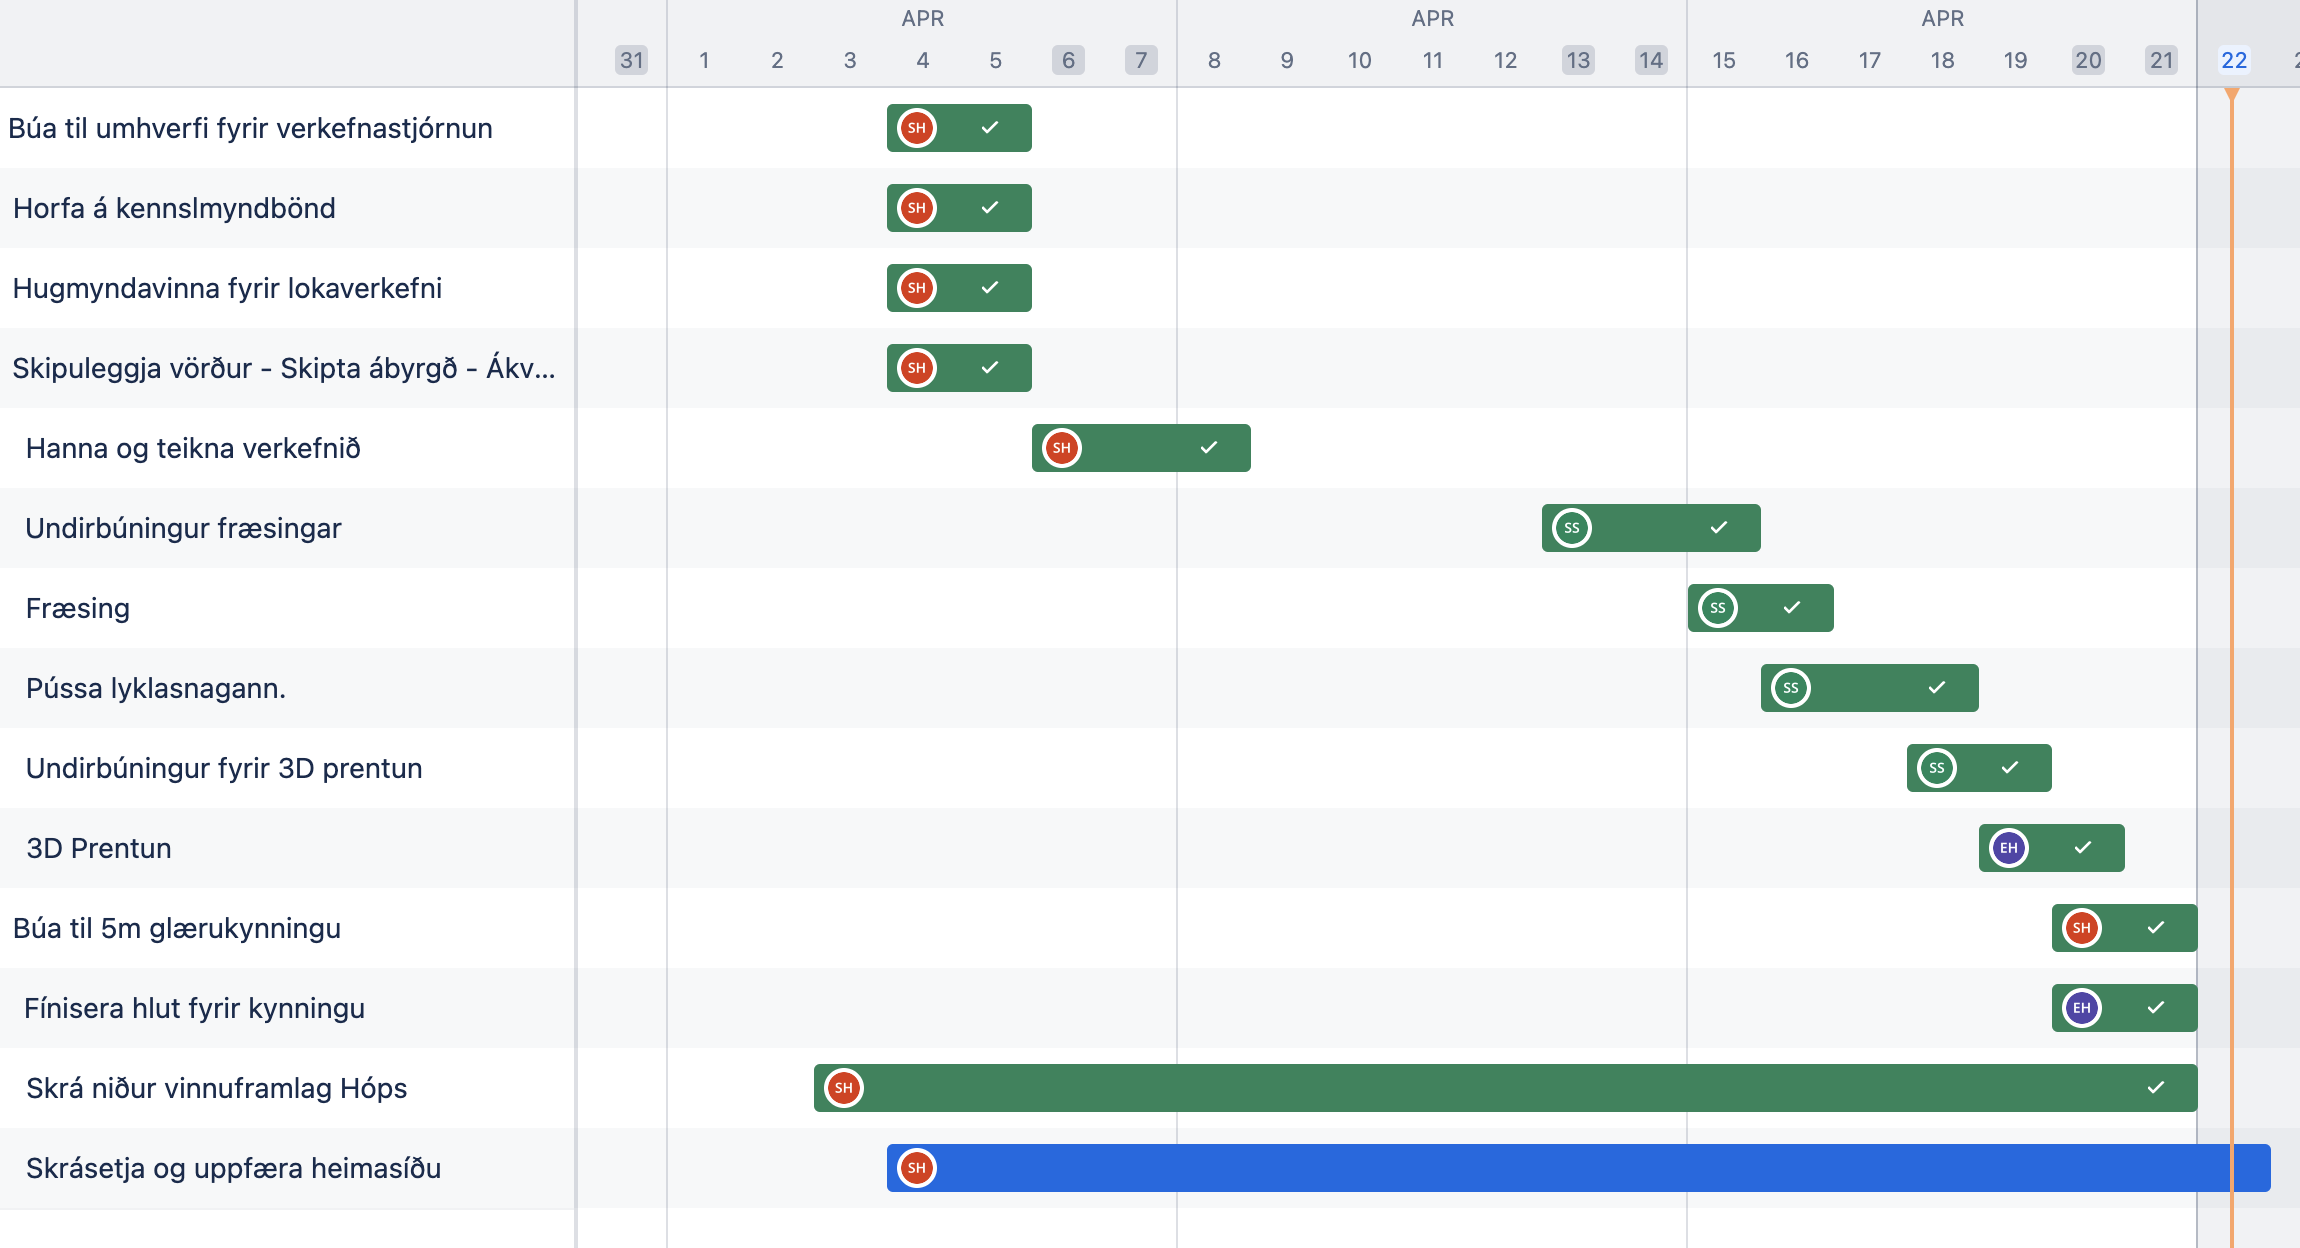 APR APR APR
31 1 2 3 4 5 6 7 8 9 10 11 12 13 14 15 16 17 18 19 20 21 22
Búa til umhverfi fyrir verkefnastjórnun SH
Horfa á kennslmyndbönd SH
Hugmyndavinna fyrir lokaverkefni SH
Skipuleggja vörður - Skipta ábyrgð - Ákv... SH
Hanna og teikna verkefnið SH
Undirbúningur fræsingar SS
Fræsing SS
Pússa lyklasnagann. SS
Undirbúningur fyrir 3D prentun SS
3D Prentun EH
Búa til 5m glærukynningu SH
Fínisera hlut fyrir kynningu EH
Skrá niður vinnuframlag Hóps SH
Skrásetja og uppfæra heimasíðu SH